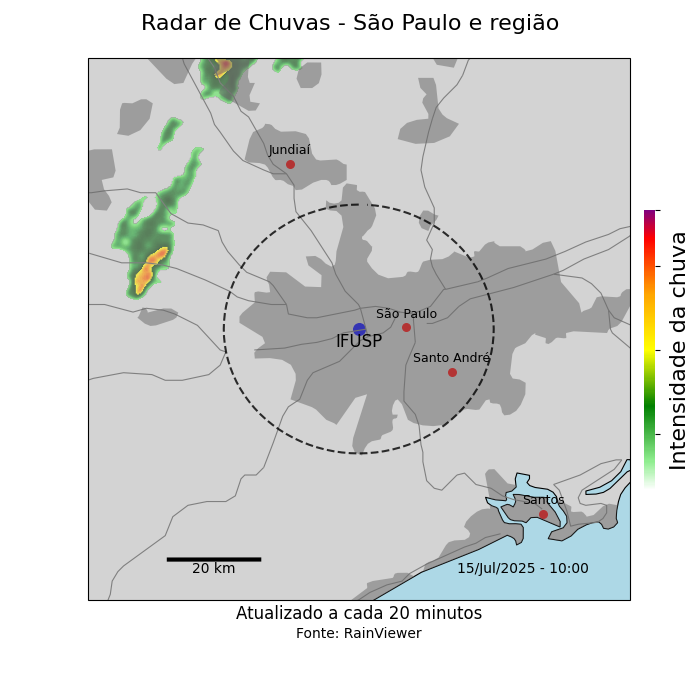 Radar de Chuvas - São Paulo e região
Jundiaí
São Paulo
IFUSP
Santo André
Santos
20 km
15/Jul/2025 - 10:00
Intensidade da chuva
Atualizado a cada 20 minutos
Fonte: RainViewer